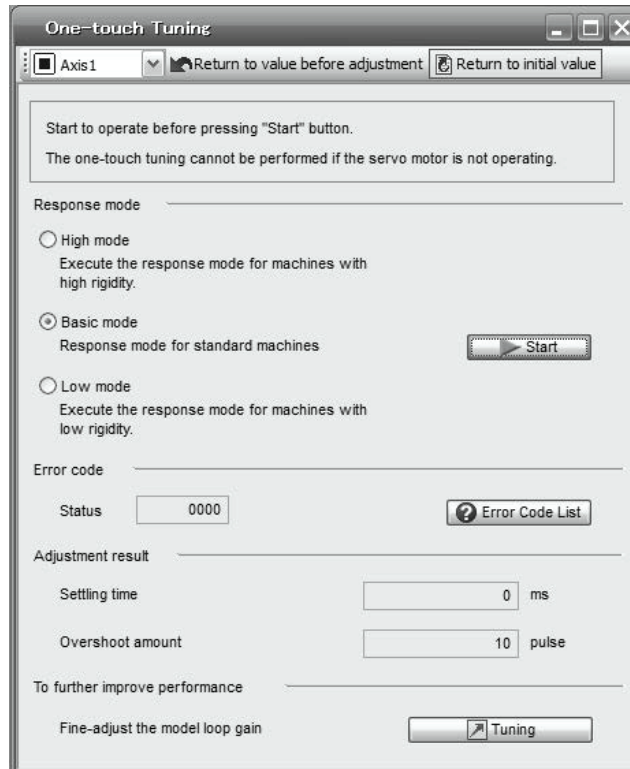 One-touch Tuning
Axis1 Return to value before adjustment Return to initial value
Start to operate before pressing "Start" button.
The one-touch tuning cannot be performed if the servo motor is not operating.
Response mode
High mode
Execute the response mode for machines with
high rigidity.
Basic mode
Response mode for standard machines
Start
Low mode
Execute the response mode for machines with
low rigidity.
Error code
Status 0000 Error Code List
Adjustment result
Settling time 0 ms
Overshoot amount 10 pulse
To further improve performance
Fine-adjust the model loop gain Tuning